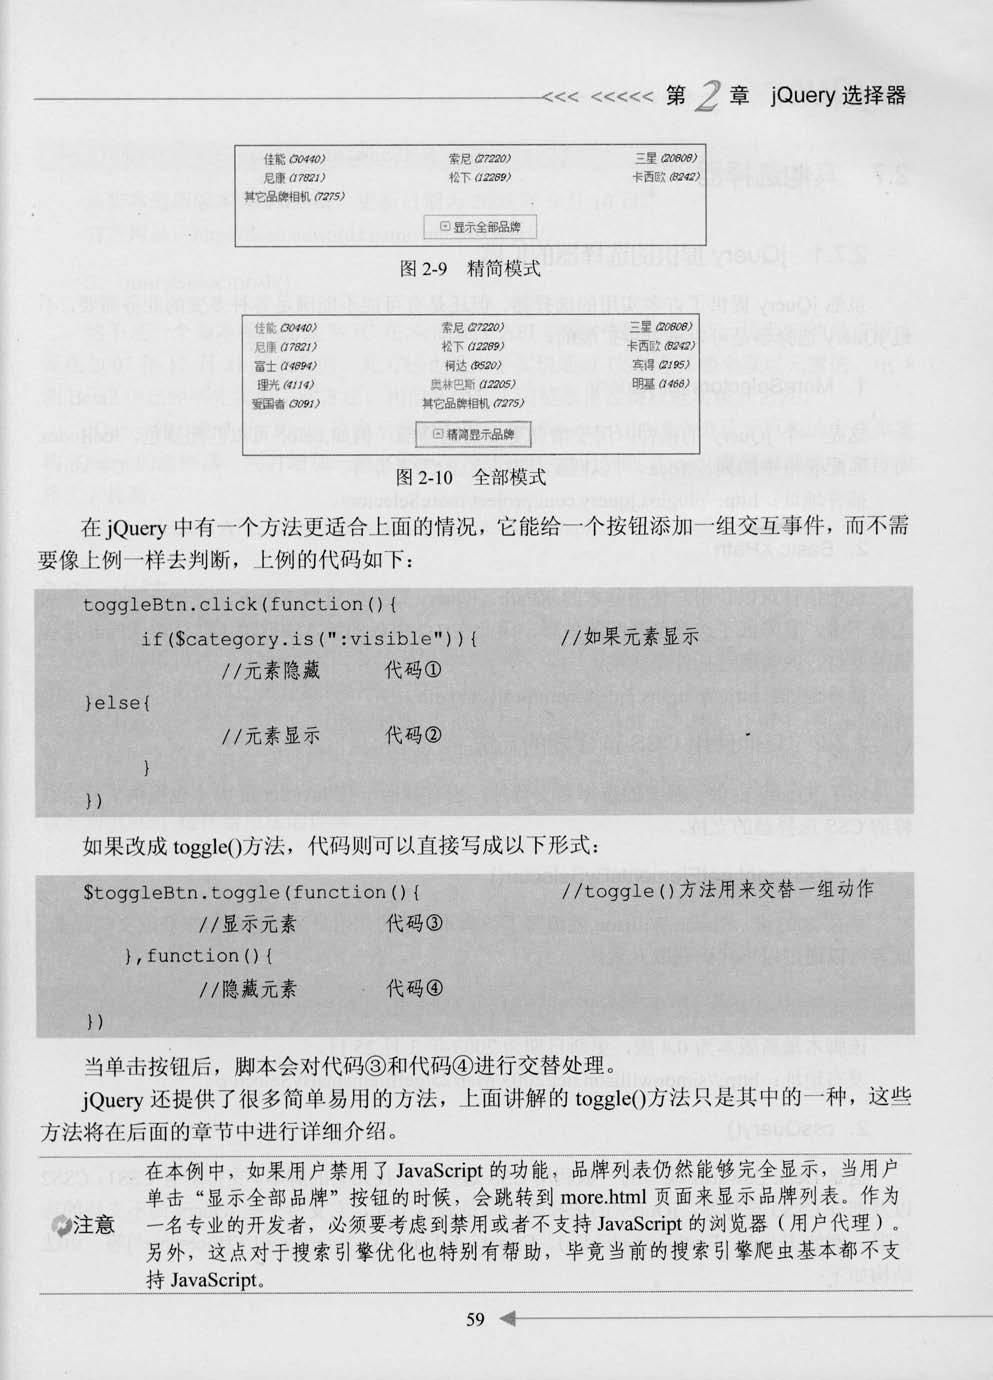 <<< <<<<< 第 2 章 jQuery 选择器
佳能 (30440) 索尼 (27220) 三星 (20808)
尼康 (17821) 松下 (12289) 卡西欧 (8242)
其它品牌相机 (7275)
显示全部品牌
图 2-9 精简模式
佳能 (30440) 索尼 (27220) 三星 (20808)
尼康 (17821) 松下 (12289) 卡西欧 (8242)
富士 (14894) 柯达 (9520) 宾得 (2195)
理光 (4114) 奥林巴斯 (12205) 明基 (1466)
爱国者 (3091) 其它品牌相机 (7275)
精简显示品牌
图 2-10 全部模式
在 jQuery 中有一个方法更适合上面的情况，它能给一个按钮添加一组交互事件，而不需
要像上例一样去判断，上例的代码如下：
toggleBtn.click(function(){
if($category.is(":visible")){ //如果元素显示
//元素隐藏 代码①
}else{
//元素显示 代码②
}
})
如果改成 toggle()方法，代码则可以直接写成以下形式：
$toggleBtn.toggle(function(){ //toggle()方法用来交替一组动作
//显示元素 代码③
},function(){
//隐藏元素 代码④
})
当单击按钮后，脚本会对代码③和代码④进行交替处理。
jQuery 还提供了很多简单易用的方法，上面讲解的 toggle()方法只是其中的一种，这些
方法将在后面的章节中进行详细介绍。
在本例中，如果用户禁用了 JavaScript 的功能，品牌列表仍然能够完全显示，当用户
单击“显示全部品牌”按钮的时候，会跳转到 more.html 页面来显示品牌列表。作为
注意 一名专业的开发者，必须要考虑到禁用或者不支持 JavaScript 的浏览器（用户代理）。
另外，这点对于搜索引擎优化也特别有帮助，毕竟当前的搜索引擎爬虫基本都不支
持 JavaScript。
59